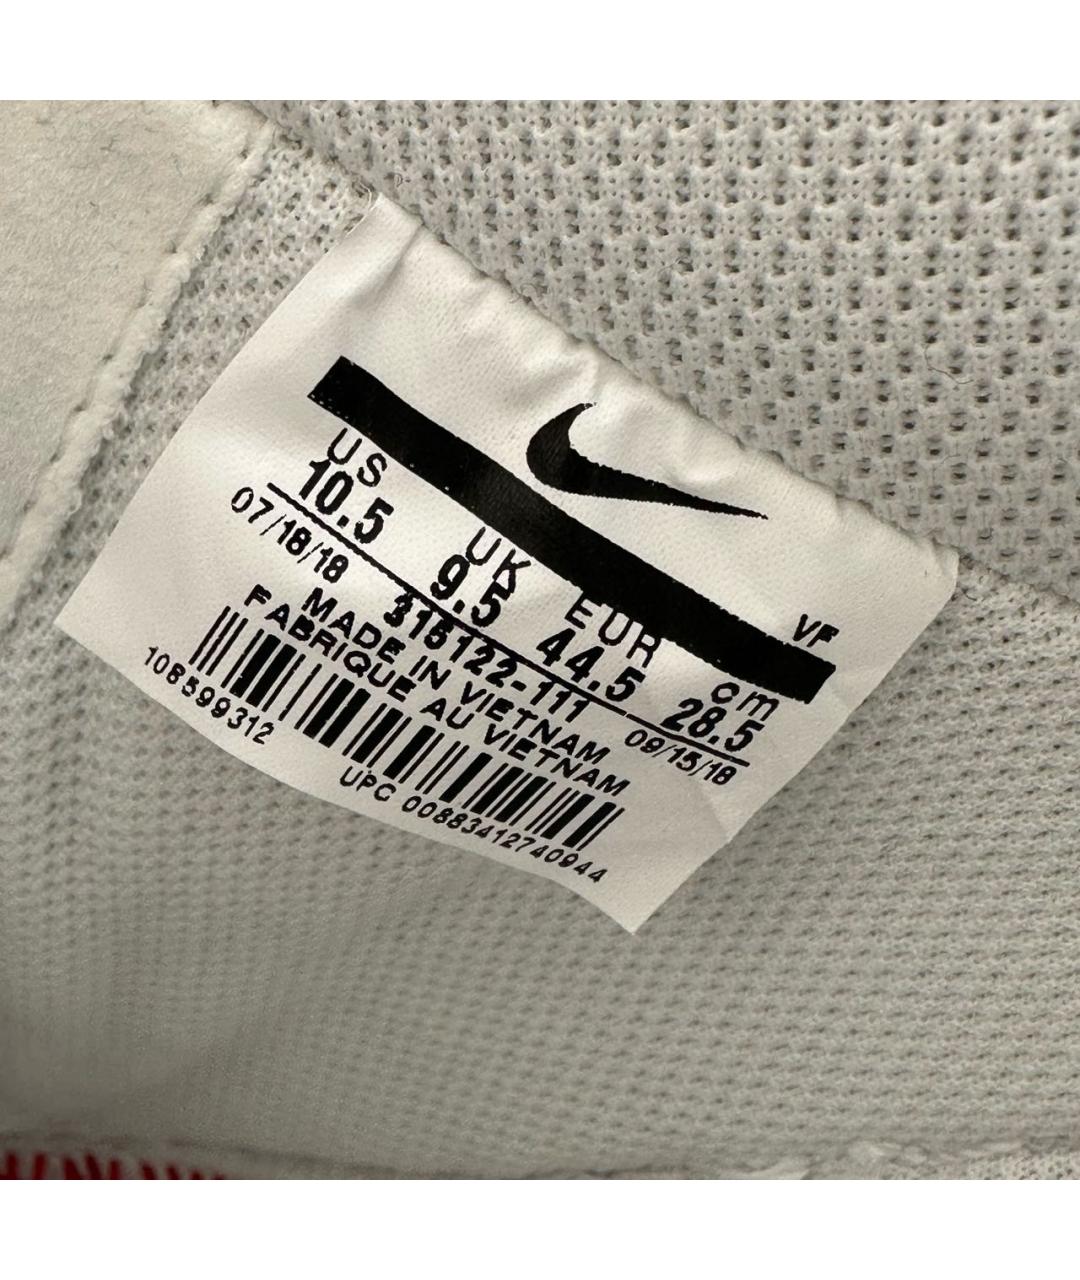 VF
US UK EUR cm
10.5 9.5 44.5 28.5
07/18/18 315122-111 09/15/18
MADE IN VIETNAM
FABRIQUE AU VIETNAM
108599312
UPC 00883412740944